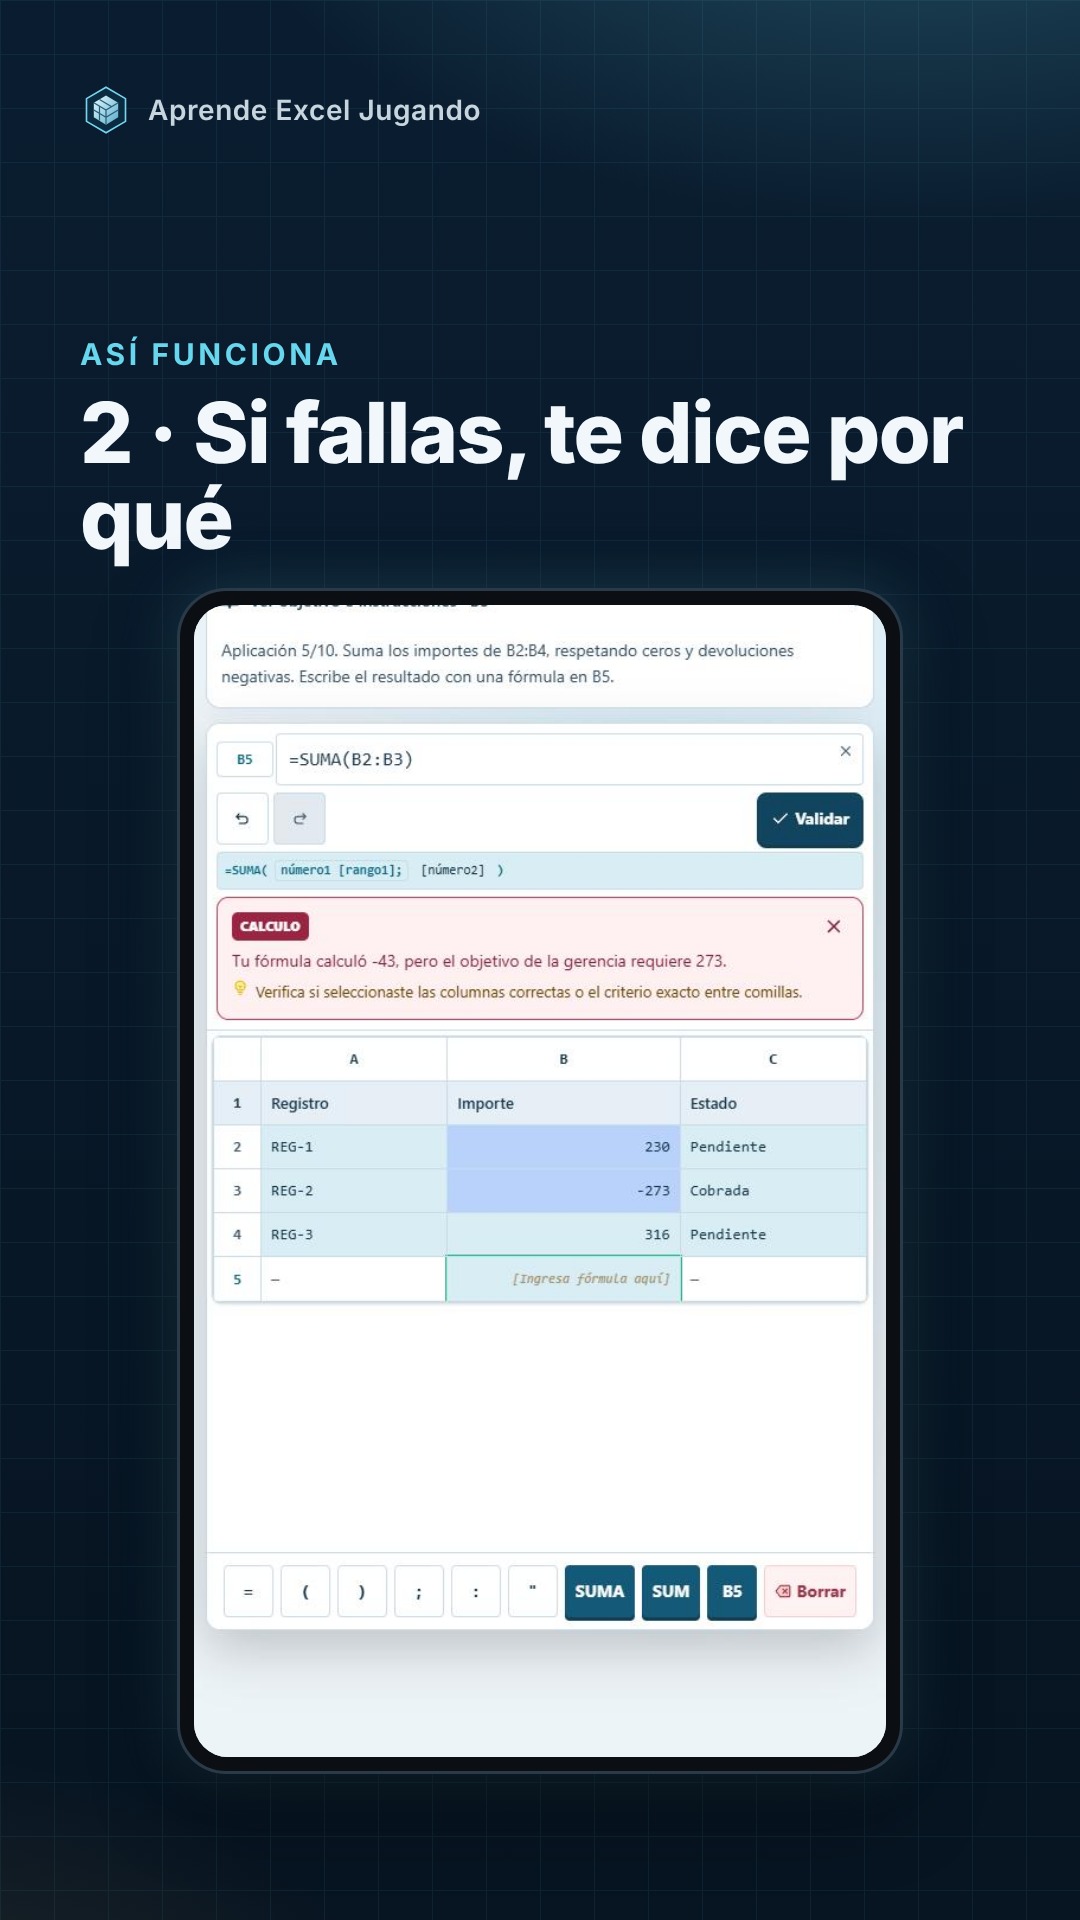 Aprende Excel Jugando
ASÍ FUNCIONA
2 · Si fallas, te dice por
qué
Aplicación 5/10. Suma los importes de B2:B4, respetando ceros y devoluciones
negativas. Escribe el resultado con una fórmula en B5.
B5 =SUMA(B2:B3) ×
Validar
=SUMA( número1 [rango1]; [número2] )
CALCULO
Tu fórmula calculó -43, pero el objetivo de la gerencia requiere 273.
Verifica si seleccionaste las columnas correctas o el criterio exacto entre comillas.
A B C
1 Registro Importe Estado
2 REG-1 230 Pendiente
3 REG-2 -273 Cobrada
4 REG-3 316 Pendiente
5 — [Ingresa fórmula aquí] —
= ( ) ; : " SUMA SUM B5 Borrar